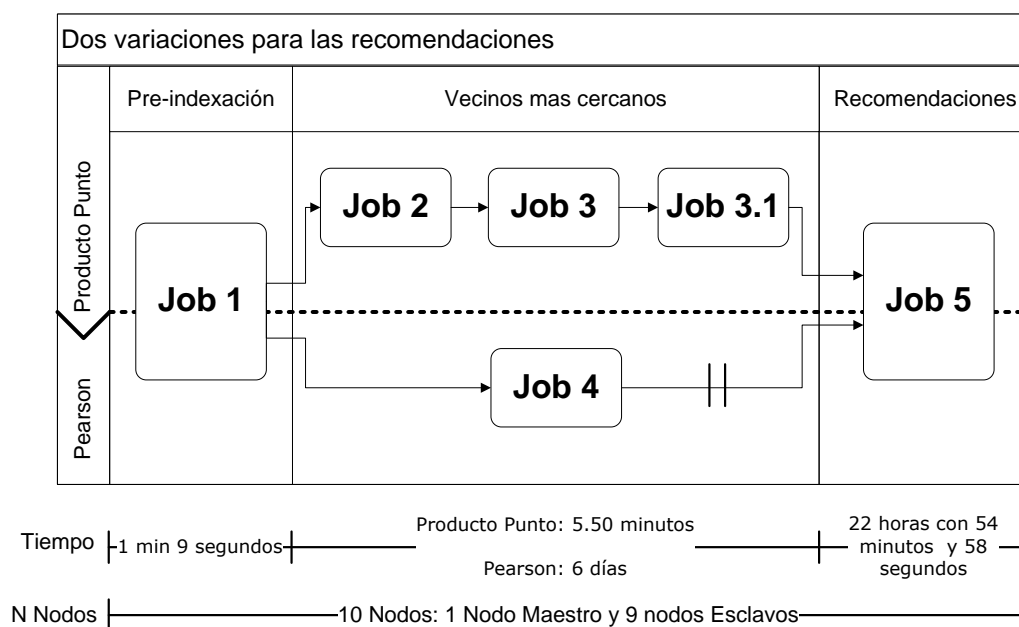 Dos variaciones para las recomendaciones
Pre-indexación
Vecinos mas cercanos
Recomendaciones
Producto Punto
Pearson
Job 1
Job 2
Job 3
Job 3.1
Job 4
Job 5
Tiempo
1 min 9 segundos
Producto Punto: 5.50 minutos
Pearson: 6 días
22 horas con 54
minutos y 58
segundos
N Nodos
10 Nodos: 1 Nodo Maestro y 9 nodos Esclavos